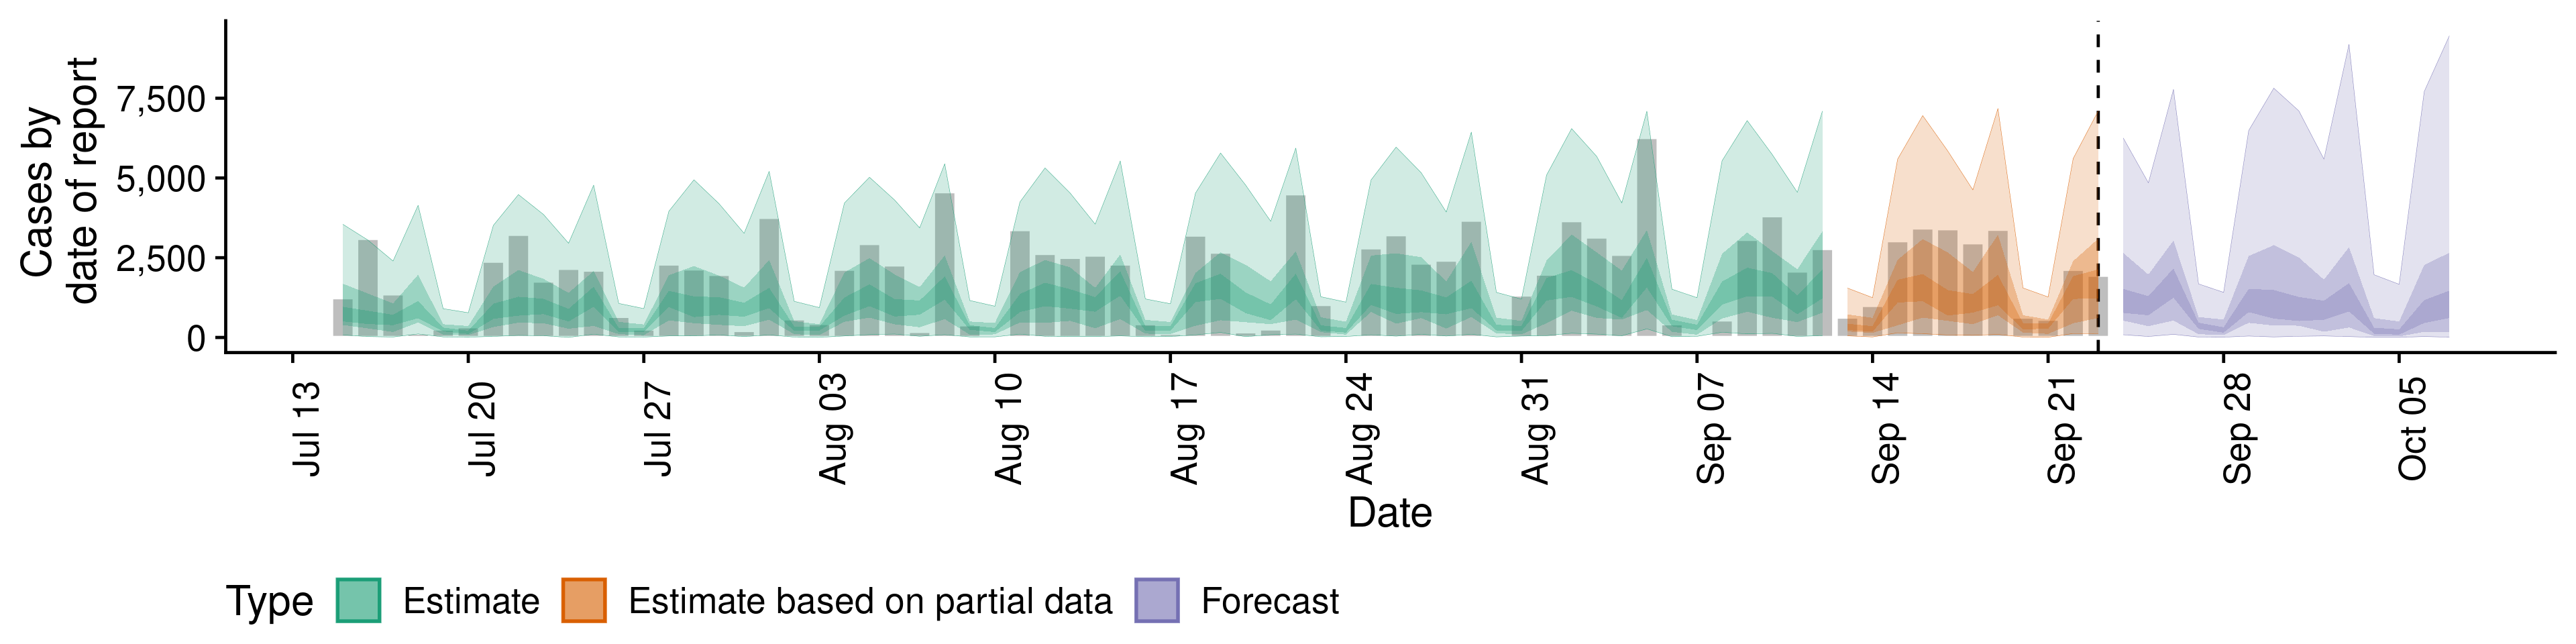 Cases by
date of report
7,500
5,000
2,500
0
Jul 13
Jul 20
Jul 27
Aug 03
Aug 10
Aug 17
Aug 24
Aug 31
Sep 07
Sep 14
Sep 21
Sep 28
Oct 05
Date
Type Estimate Estimate based on partial data Forecast